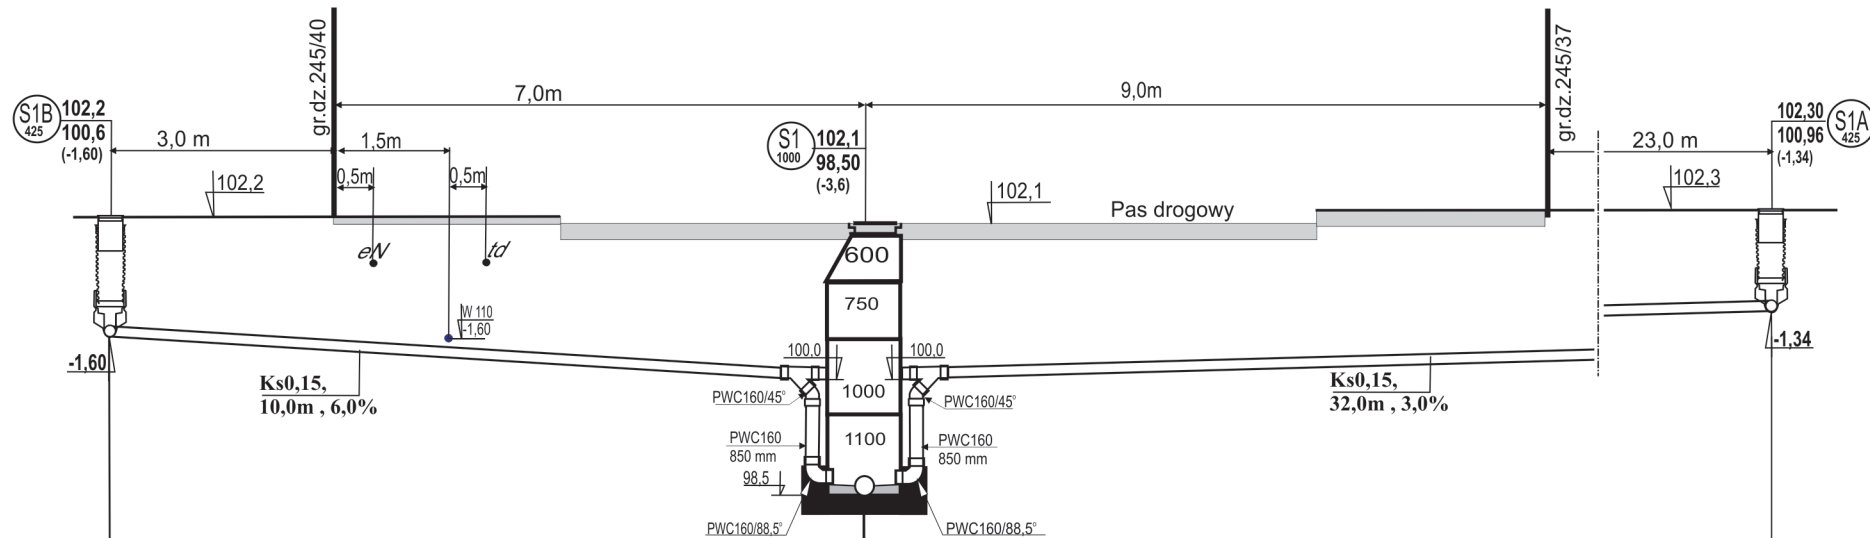 gr.dz.245/40
gr.dz.245/37
7,0m
9,0m
S1B
425
102,2
100,6
(-1,60)
3,0 m
1,5m
0,5m
0,5m
S1
1000
102,1
98,50
(-3,6)
102,30
100,96
(-1,34)
S1A
425
23,0 m
102,2
102,1
Pas drogowy
102,3
eN
td
600
750
W 110
-1,60
-1,60
100,0
100,0
-1,34
Ks0,15,
10,0m , 6,0%
PWC160/45°
1000
PWC160/45°
Ks0,15,
32,0m , 3,0%
PWC160
850 mm
1100
PWC160
850 mm
98,5
PWC160/88,5°
PWC160/88,5°